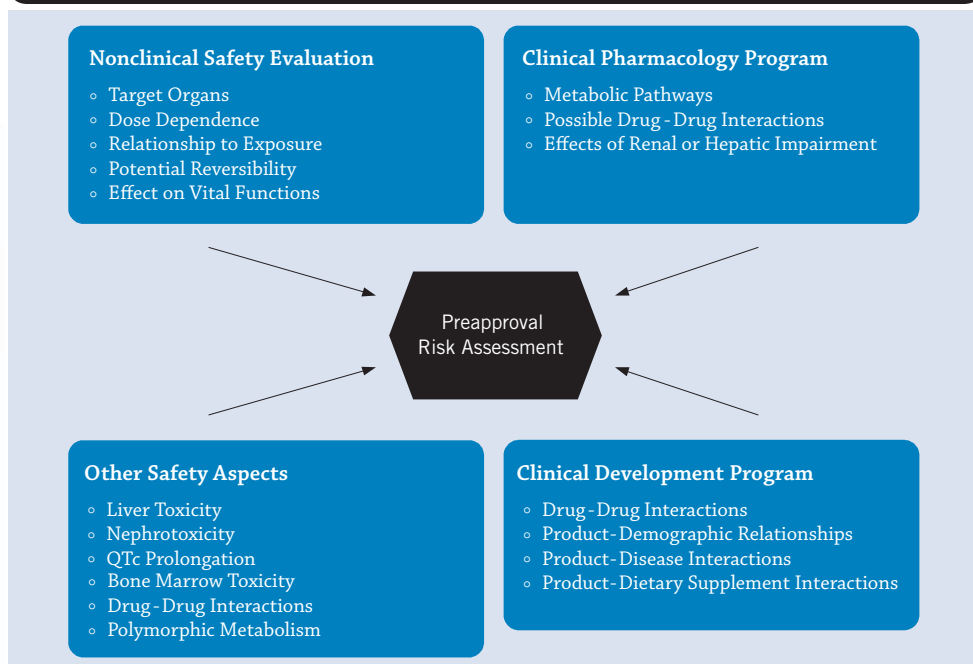 Nonclinical Safety Evaluation
◦ Target Organs
◦ Dose Dependence
◦ Relationship to Exposure
◦ Potential Reversibility
◦ Effect on Vital Functions
Clinical Pharmacology Program
◦ Metabolic Pathways
◦ Possible Drug-Drug Interactions
◦ Effects of Renal or Hepatic Impairment
Preapproval
Risk Assessment
Other Safety Aspects
◦ Liver Toxicity
◦ Nephrotoxicity
◦ QTc Prolongation
◦ Bone Marrow Toxicity
◦ Drug-Drug Interactions
◦ Polymorphic Metabolism
Clinical Development Program
◦ Drug-Drug Interactions
◦ Product-Demographic Relationships
◦ Product-Disease Interactions
◦ Product-Dietary Supplement Interactions